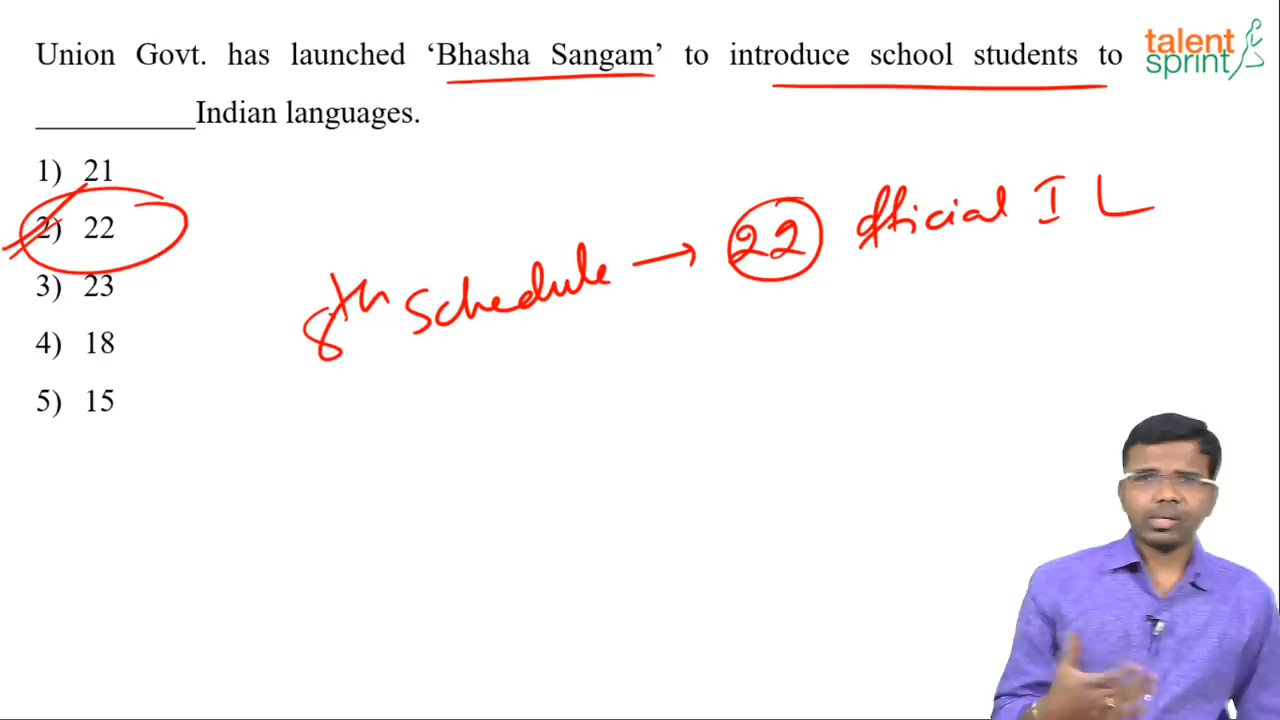 Union Govt. has launched ‘Bhasha Sangam’ to introduce school students to
__________Indian languages.
talent
sprint
1) 21
2) 22
3) 23
4) 18
5) 15
8th Schedule → 22 official I L